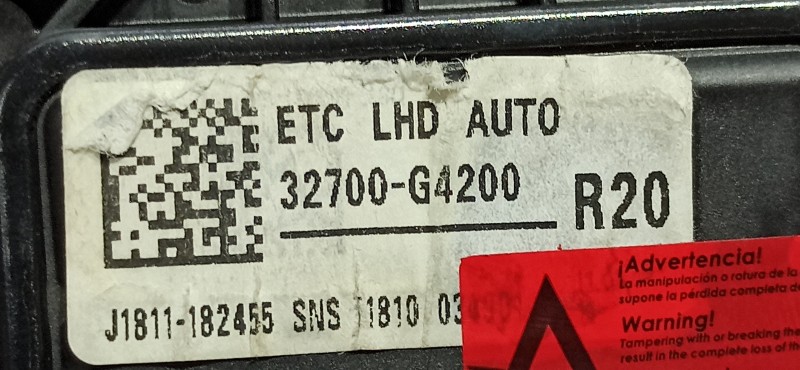 ETC LHD AUTO
32700-G4200
R20
J1811-182455 SNS 1810
¡Advertencia!
La manipulación o rotura de la
supone la pérdida completa de
Warning!
Tampering with or breaking the
result in the complete loss of the